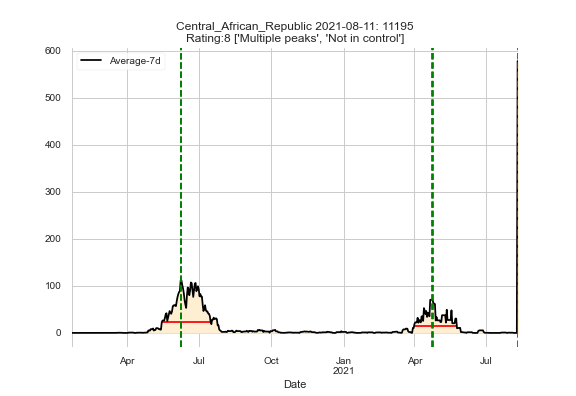 Central_African_Republic 2021-08-11: 11195
Rating:8 ['Multiple peaks', 'Not in control']
Average-7d
600
500
400
300
200
100
0
Apr
Jul
Oct
Jan
2021
Apr
Jul
Date